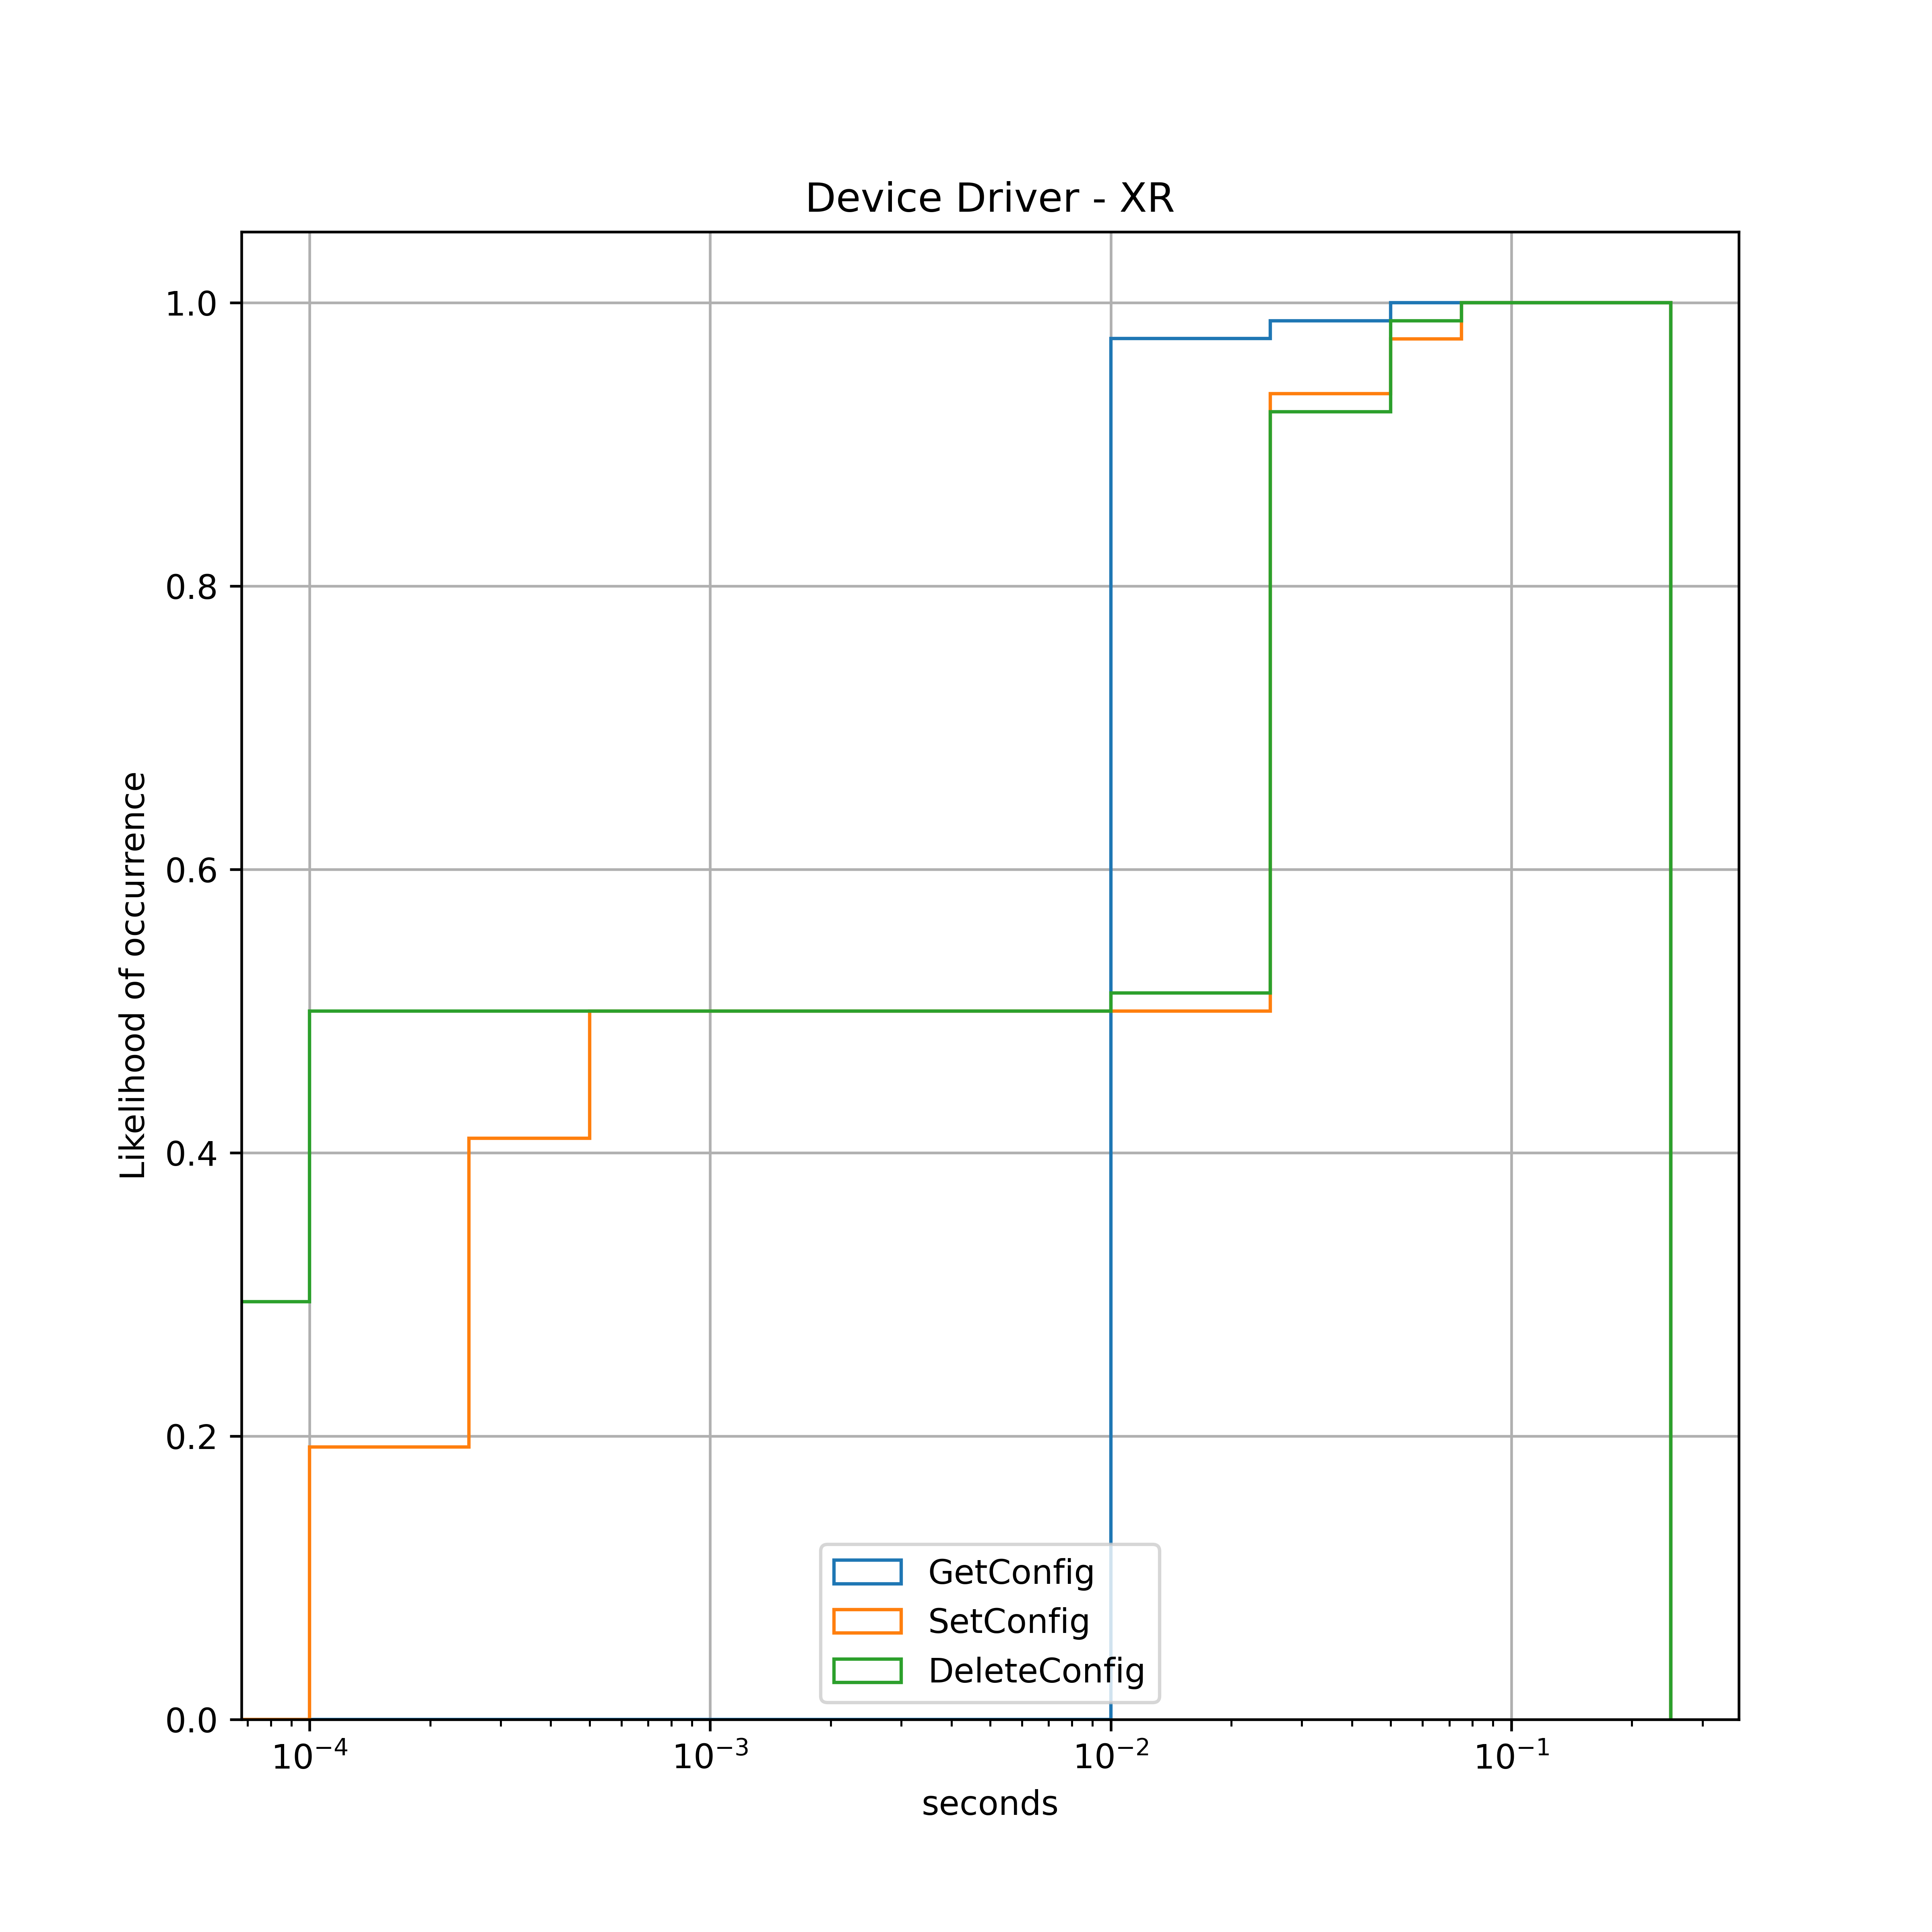 Device Driver - XR
Likelihood of occurrence
1.0
0.8
0.6
0.4
0.2
0.0
GetConfig
SetConfig
DeleteConfig
10⁻⁴ 10⁻³ 10⁻² 10⁻¹
seconds